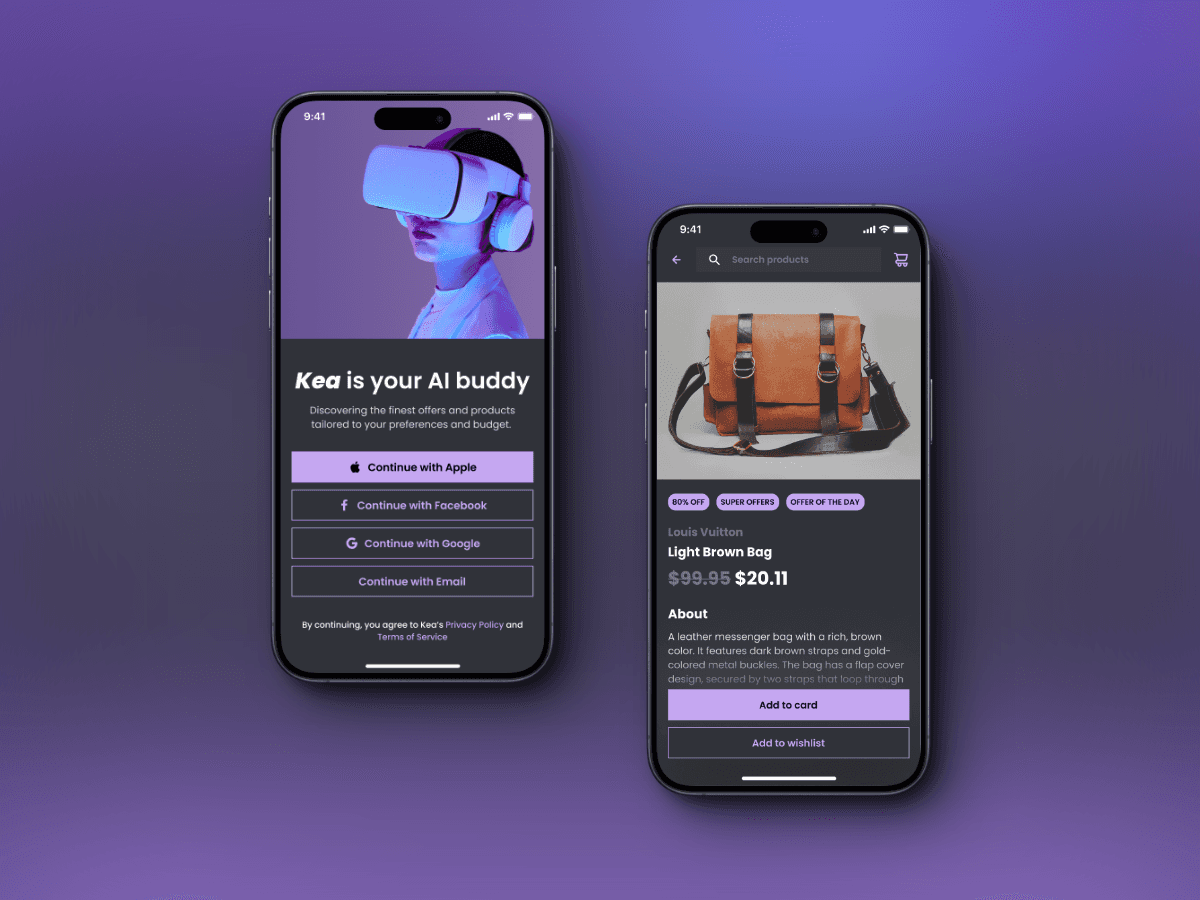 9:41
Kea is your AI buddy
Discovering the finest offers and products
tailored to your preferences and budget.
Continue with Apple
Continue with Facebook
Continue with Google
Continue with Email
By continuing, you agree to Kea's Privacy Policy and
Terms of Service
9:41
Search products
80% OFF
SUPER OFFERS
OFFER OF THE DAY
Louis Vuitton
Light Brown Bag
$99.95 $20.11
About
A leather messenger bag with a rich, brown
color. It features dark brown straps and gold-
colored metal buckles. The bag has a flap cover
design, secured by two straps that loop through
Add to card
Add to wishlist